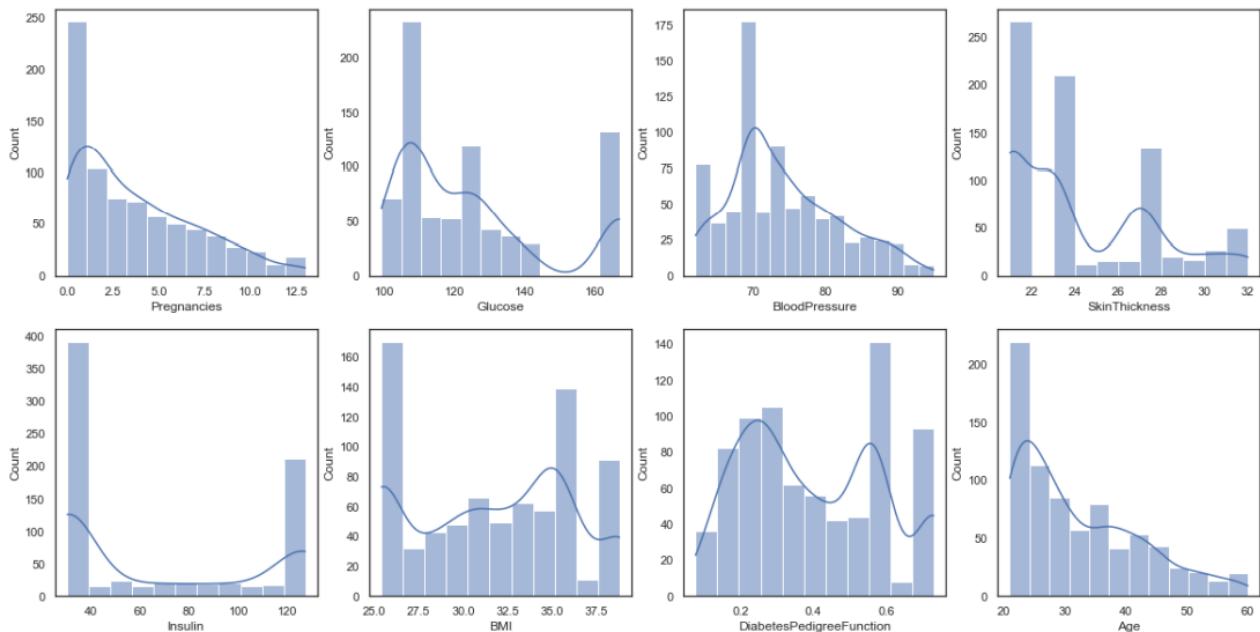 250
200
150
100
50
0
Count
0.0 2.5 5.0 7.5 10.0 12.5
Pregnancies
200
150
100
50
0
Count
100 120 140 160
Glucose
175
150
125
100
75
50
25
0
Count
70 80 90
BloodPressure
250
200
150
100
50
0
Count
22 24 26 28 30 32
SkinThickness
400
350
300
250
200
150
100
50
0
Count
40 60 80 100 120
Insulin
160
140
120
100
80
60
40
20
0
Count
25.0 27.5 30.0 32.5 35.0 37.5
BMI
140
120
100
80
60
40
20
0
Count
0.2 0.4 0.6
DiabetesPedigreeFunction
200
150
100
50
0
Count
20 30 40 50 60
Age